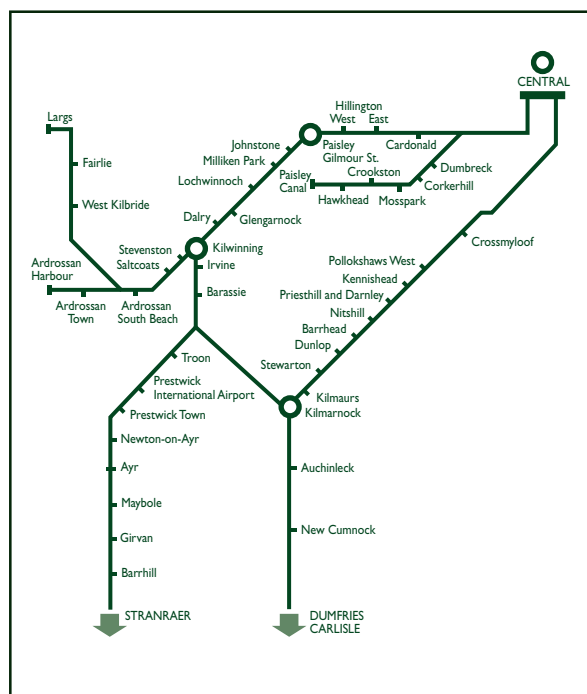 CENTRAL
Largs
Hillington
West
East
Johnstone
Paisley
Gilmour St.
Cardonald
Milliken Park
Fairlie
Paisley
Canal
Crookston
Dumbreck
Lochwinnoch
Corkerhill
Hawkhead
Mosspark
West Kilbride
Dalry
Glengarnock
Crossmyloof
Kilwinning
Stevenston
Saltcoats
Ardrossan
Harbour
Irvine
Pollokshaws West
Kennishead
Barassie
Priesthill and Darnley
Ardrossan
Town
Ardrossan
South Beach
Nitshill
Barrhead
Dunlop
Troon
Stewarton
Prestwick
International Airport
Kilmaurs
Kilmarnock
Prestwick Town
Newton-on-Ayr
Ayr
Auchinleck
Maybole
New Cumnock
Girvan
Barrhill
STRANRAER
DUMFRIES
CARLISLE